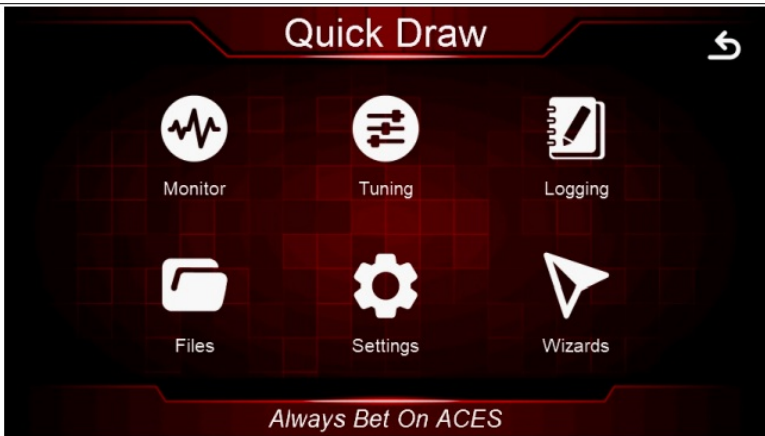 Quick Draw
Monitor Tuning Logging
Files Settings Wizards
Always Bet On ACES